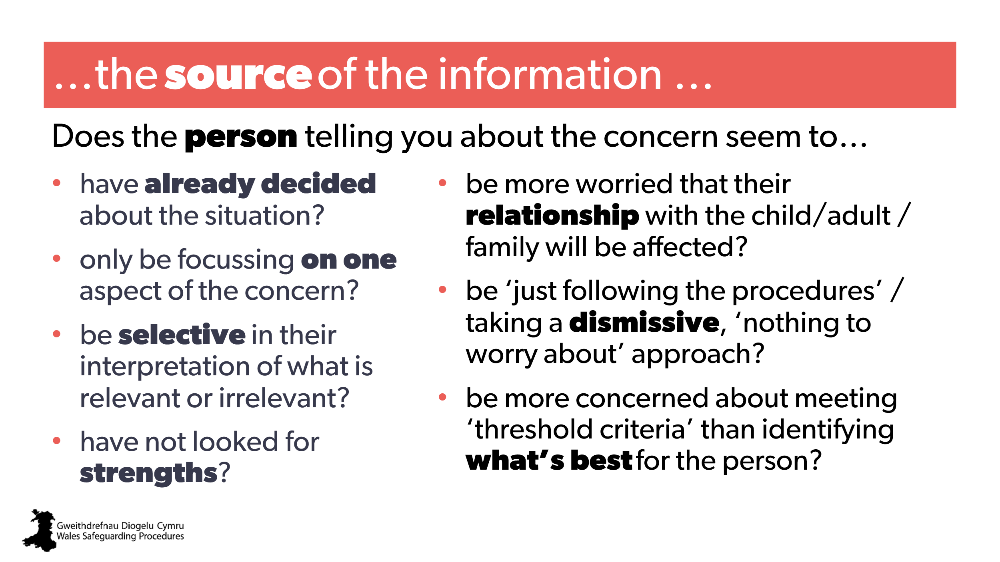 ...the source of the information ...
Does the person telling you about the concern seem to...
• have already decided
about the situation?
• only be focussing on one
aspect of the concern?
• be selective in their
interpretation of what is
relevant or irrelevant?
• have not looked for
strengths?
• be more worried that their
relationship with the child/adult /
family will be affected?
• be ‘just following the procedures’ /
taking a dismissive, ‘nothing to
worry about’ approach?
• be more concerned about meeting
‘threshold criteria’ than identifying
what’s best for the person?
Gweithdrefnau Diogelu Cymru
Wales Safeguarding Procedures